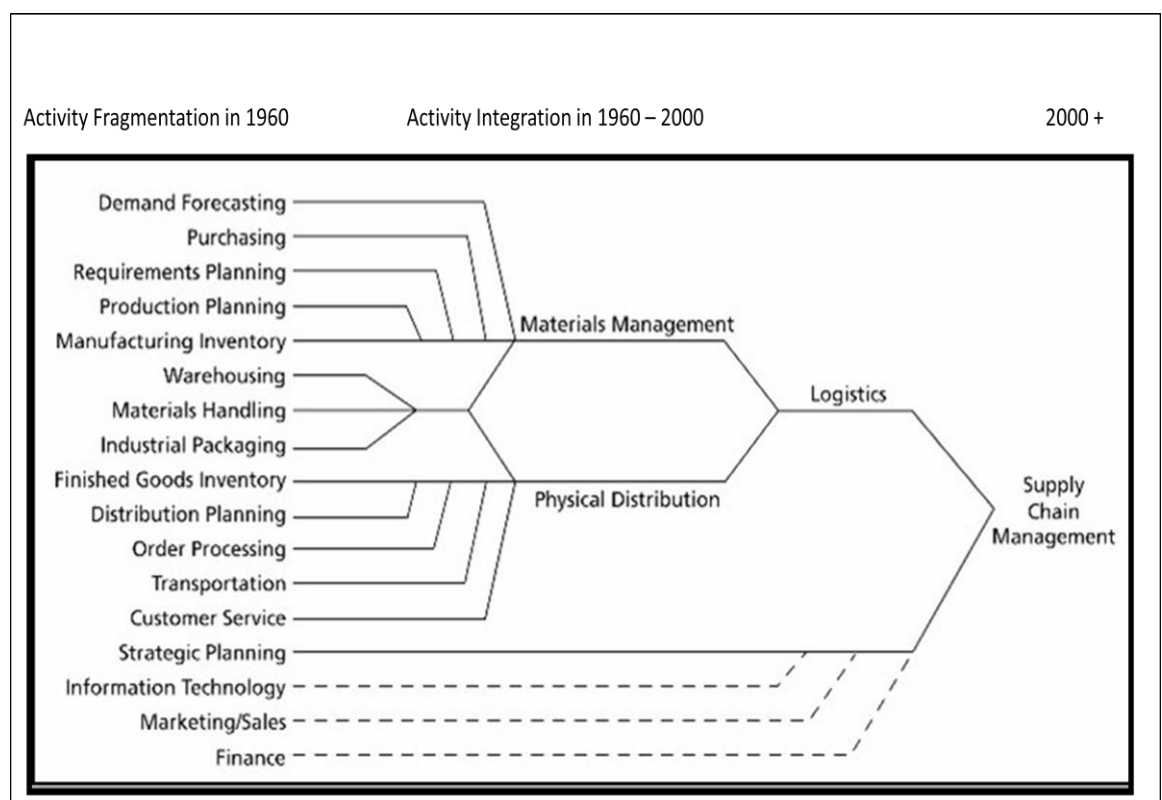 Activity Fragmentation in 1960
Activity Integration in 1960 – 2000
2000 +
Demand Forecasting
Purchasing
Requirements Planning
Production Planning
Manufacturing Inventory
Warehousing
Materials Handling
Industrial Packaging
Finished Goods Inventory
Distribution Planning
Order Processing
Transportation
Customer Service
Strategic Planning
Information Technology
Marketing/Sales
Finance
Materials Management
Physical Distribution
Logistics
Supply
Chain
Management